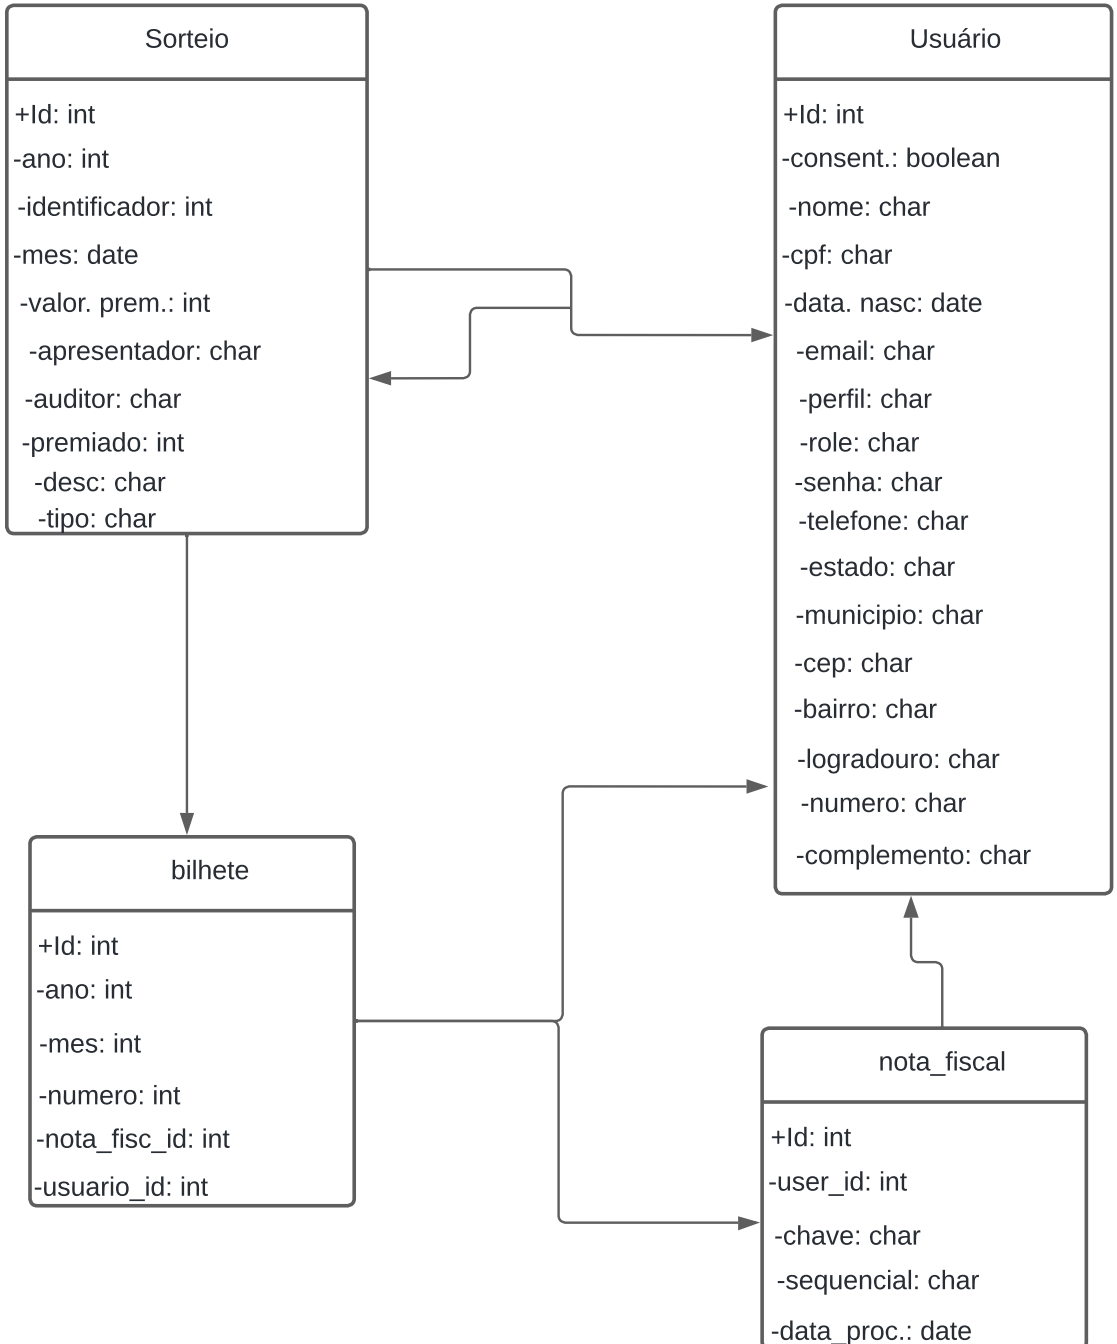 Sorteio
+Id: int
-ano: int
-identificador: int
-mes: date
-valor. prem.: int
-apresentador: char
-auditor: char
-premiado: int
-desc: char
-tipo: char
Usuário
+Id: int
-consent.: boolean
-nome: char
-cpf: char
-data. nasc: date
-email: char
-perfil: char
-role: char
-senha: char
-telefone: char
-estado: char
-municipio: char
-cep: char
-bairro: char
-logradouro: char
-numero: char
-complemento: char
bilhete
+Id: int
-ano: int
-mes: int
-numero: int
-nota_fisc_id: int
-usuario_id: int
nota_fiscal
+Id: int
-user_id: int
-chave: char
-sequencial: char
-data_proc.: date